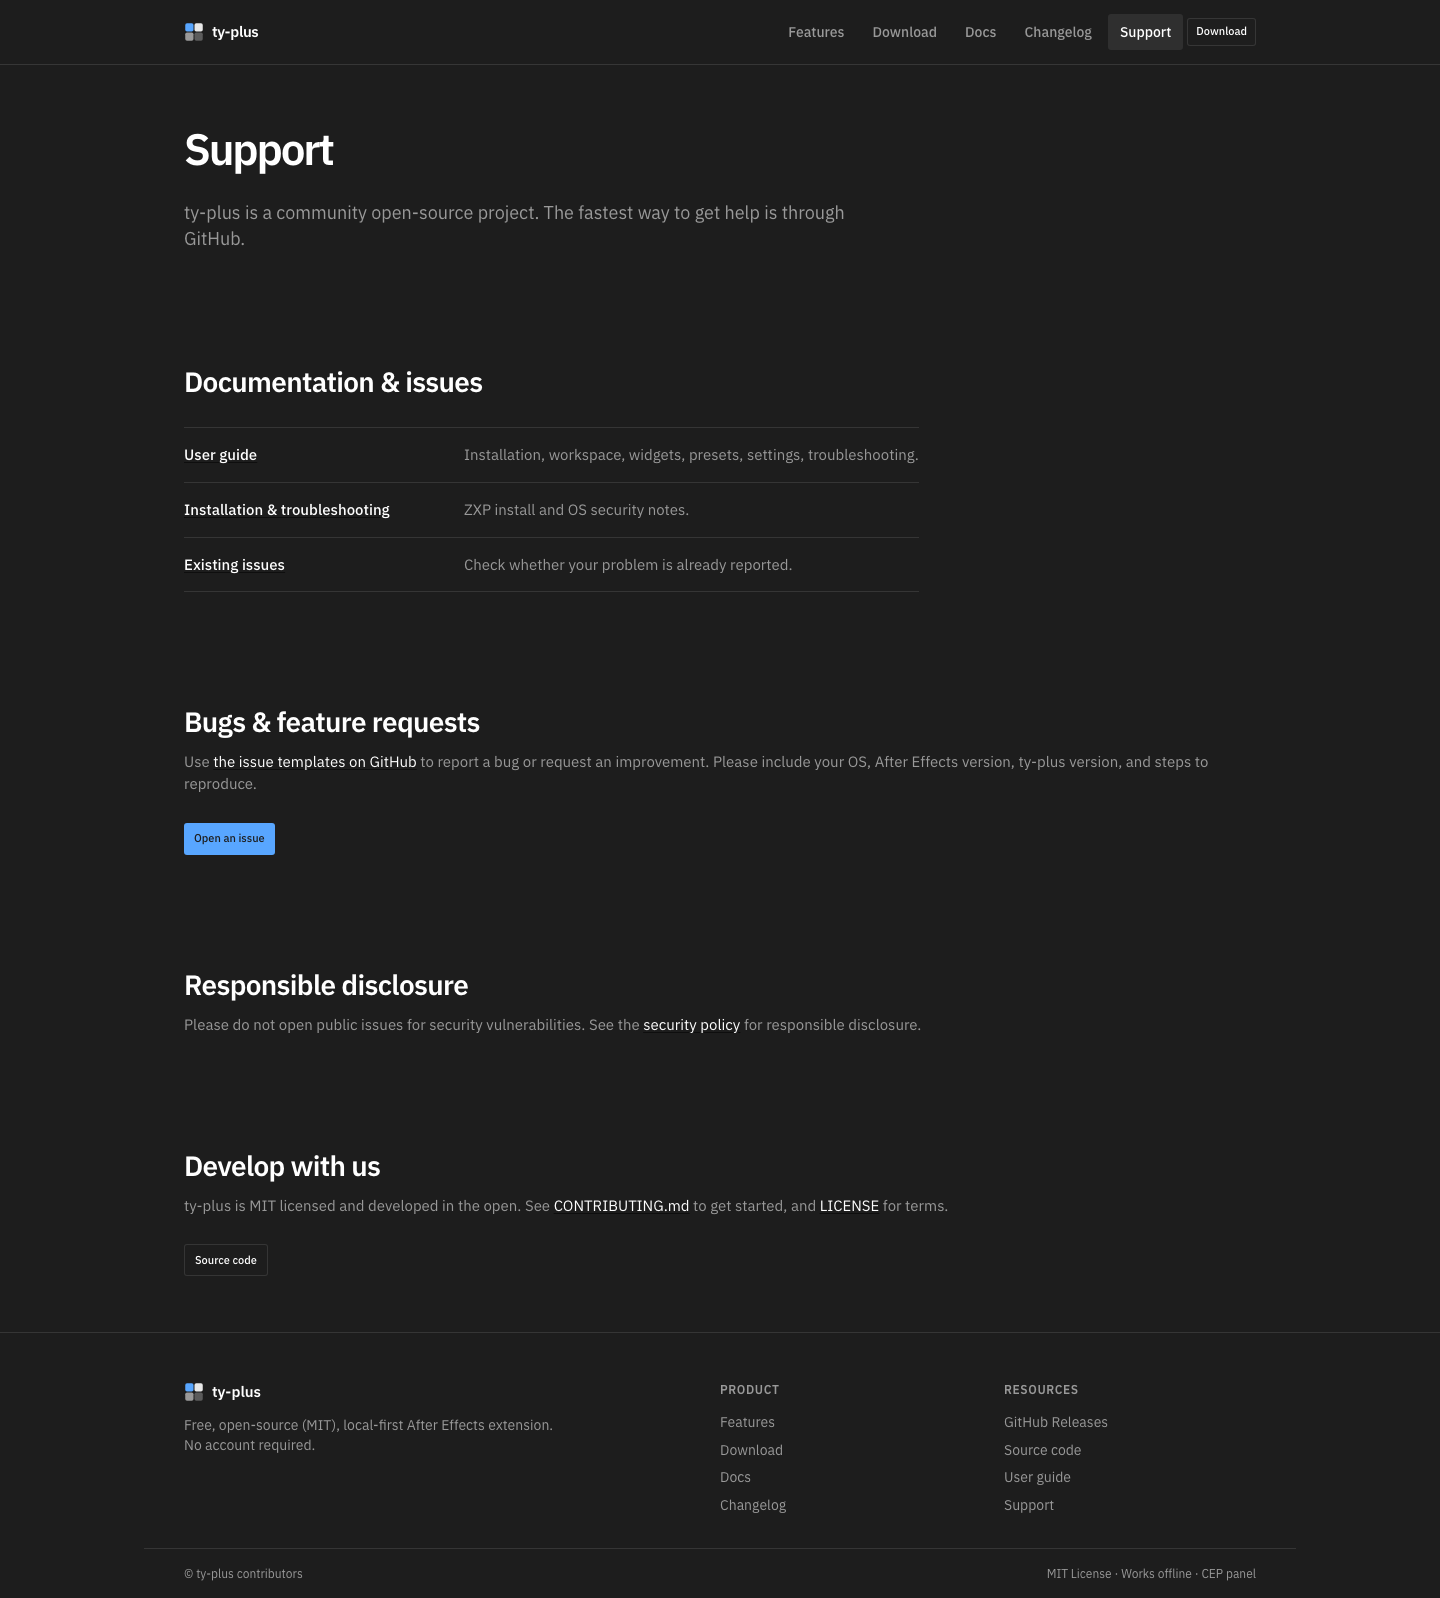 ty-plus
Features
Download
Docs
Changelog
Support
Download
Support
ty-plus is a community open-source project. The fastest way to get help is through
GitHub.
Documentation & issues
User guide
Installation, workspace, widgets, presets, settings, troubleshooting.
Installation & troubleshooting
ZXP install and OS security notes.
Existing issues
Check whether your problem is already reported.
Bugs & feature requests
Use the issue templates on GitHub to report a bug or request an improvement. Please include your OS, After Effects version, ty-plus version, and steps to
reproduce.
Open an issue
Responsible disclosure
Please do not open public issues for security vulnerabilities. See the security policy for responsible disclosure.
Develop with us
ty-plus is MIT licensed and developed in the open. See CONTRIBUTING.md to get started, and LICENSE for terms.
Source code
ty-plus
Free, open-source (MIT), local-first After Effects extension.
No account required.
PRODUCT
Features
Download
Docs
Changelog
RESOURCES
GitHub Releases
Source code
User guide
Support
© ty-plus contributors
MIT License · Works offline · CEP panel